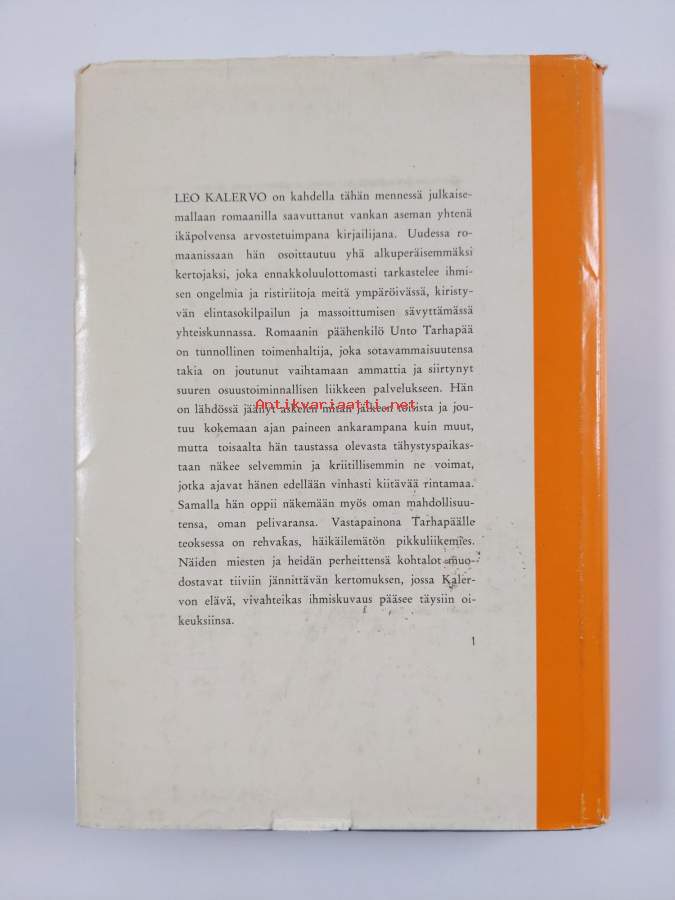 LEO KALERVO on kahdella tähän mennessä julkaise-
mallaan romaanilla saavuttanut vankan aseman yhtenä
ikäpolvensa arvostetuimpana kirjailijana. Uudessa ro-
maanissaan hän osoittautuu yhä alkuperäisemmäksi
kertojaksi, joka ennakkoluulottomasti tarkastelee ihmi-
sen ongelmia ja ristiriitoja meitä ympäröivässä, kiristy-
vän elintasokilpailun ja massoittumisen sävyttämässä
yhteiskunnassa. Romaanin päähenkilö Unto Tarhapää
on tunnollinen toimenhaltija, joka sotavammaisuutensa
takia on joutunut vaihtamaan ammattia ja siirtynyt
suuren osuustoiminnallisen liikkeen palvelukseen. Hän
on lähdössä jäänyt askelen mitan jälkeen toisista ja jou-
Antikvariaatti.net
tuu kokemaan ajan paineen ankarampana kuin muut,
mutta toisaalta hän taustassa olevasta tähystyspaikas-
taan näkee selvemmin ja kriitillisemmin ne voimat,
jotka ajavat hänen edellään vinhasti kiitävää rintamaa.
Samalla hän oppii näkemään myös oman mahdollisuu-
tensa, oman pelivaransa. Vastapainona Tarhapäälle
teoksessa on rehvakas, häikäilemätön pikkuliikemies.
Näiden miesten ja heidän perheittensä kohtalot muo-
dostavat tiiviin jännittävän kertomuksen, jossa Kaler-
von elävä, vivahteikas ihmiskuvaus pääsee täysiin oi-
keuksiinsa.
1